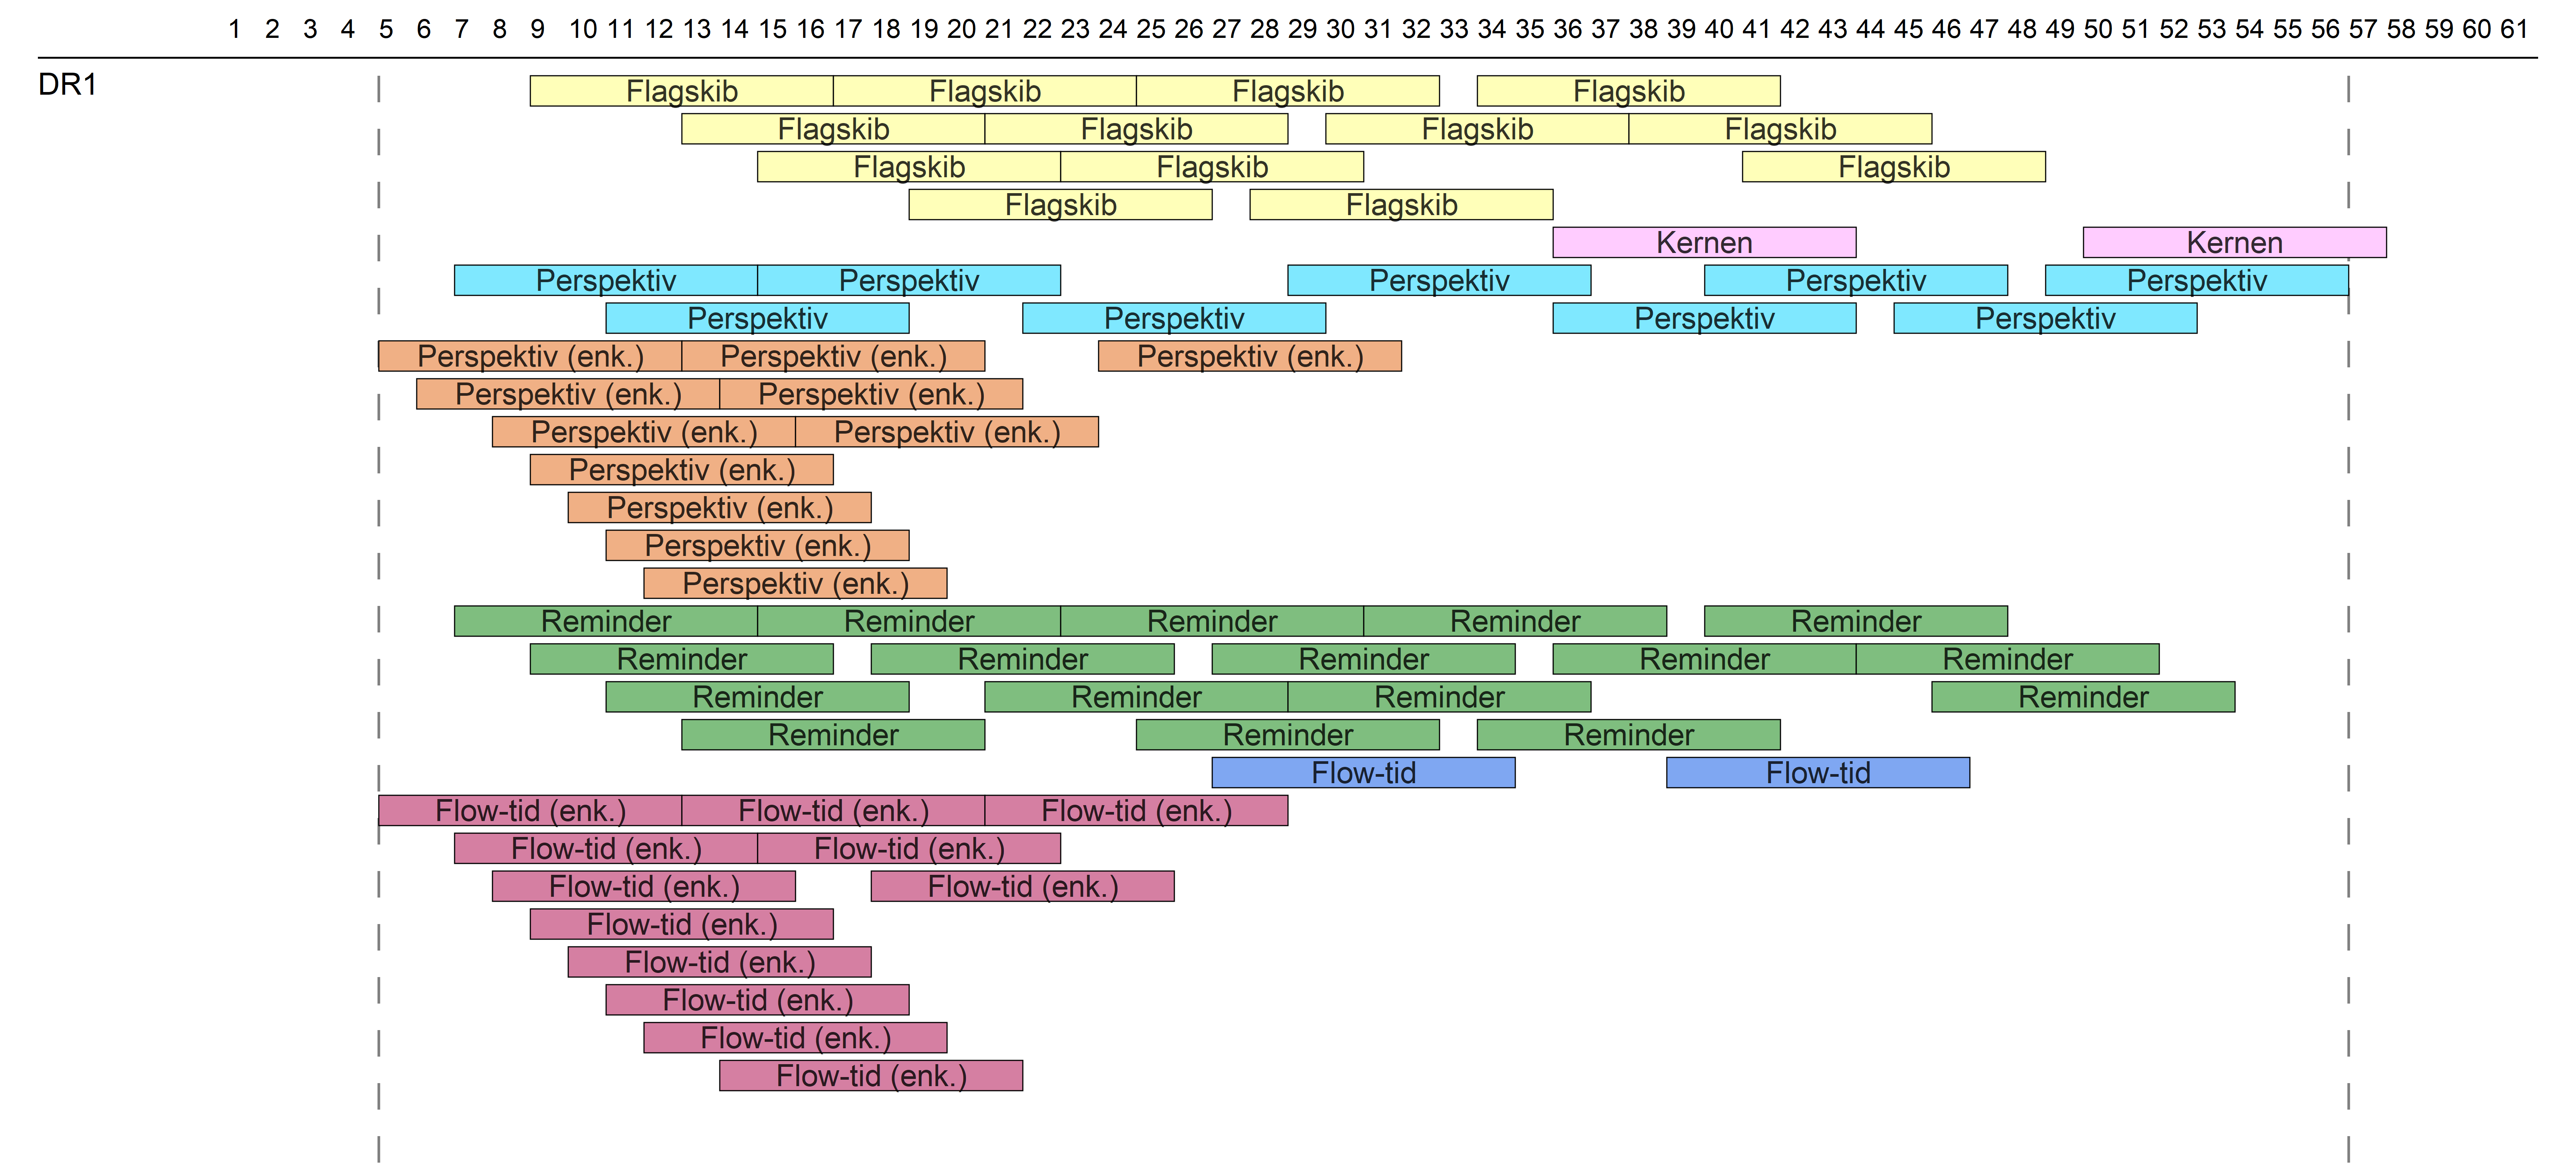 1 2 3 4 5 6 7 8 9 10 11 12 13 14 15 16 17 18 19 20 21 22 23 24 25 26 27 28 29 30 31 32 33 34 35 36 37 38 39 40 41 42 43 44 45 46 47 48 49 50 51 52 53 54 55 56 57 58 59 60 61
DR1 Flagskib Flagskib Flagskib Flagskib
Flagskib Flagskib Flagskib Flagskib
Flagskib Flagskib Flagskib
Flagskib Flagskib
Kernen Kernen
Perspektiv Perspektiv Perspektiv Perspektiv Perspektiv
Perspektiv Perspektiv Perspektiv Perspektiv
Perspektiv (enk.) Perspektiv (enk.) Perspektiv (enk.)
Perspektiv (enk.) Perspektiv (enk.)
Perspektiv (enk.) Perspektiv (enk.)
Perspektiv (enk.)
Perspektiv (enk.)
Perspektiv (enk.)
Perspektiv (enk.)
Reminder Reminder Reminder Reminder Reminder
Reminder Reminder Reminder Reminder Reminder
Reminder Reminder Reminder Reminder
Reminder Reminder Reminder
Flow-tid Flow-tid
Flow-tid (enk.) Flow-tid (enk.) Flow-tid (enk.)
Flow-tid (enk.) Flow-tid (enk.)
Flow-tid (enk.) Flow-tid (enk.)
Flow-tid (enk.)
Flow-tid (enk.)
Flow-tid (enk.)
Flow-tid (enk.)
Flow-tid (enk.)